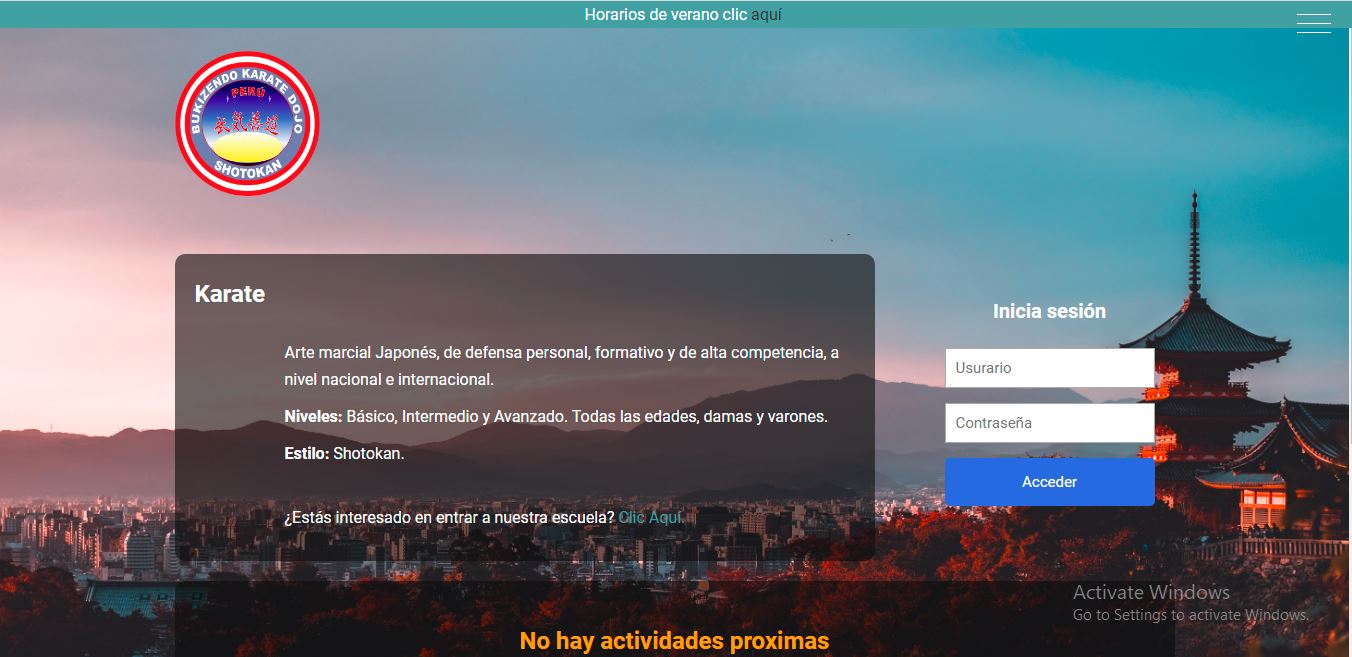 Horarios de verano clic aquí
BUKIZENDO KARATE DOJO
PERÚ
武気善道
SHOTOKAN
Karate
Arte marcial Japonés, de defensa personal, formativo y de alta competencia, a
nivel nacional e internacional.
Niveles: Básico, Intermedio y Avanzado. Todas las edades, damas y varones.
Estilo: Shotokan.
¿Estás interesado en entrar a nuestra escuela? Clic Aquí.
Inicia sesión
Usurario
Contraseña
Acceder
Activate Windows
Go to Settings to activate Windows.
No hay actividades proximas